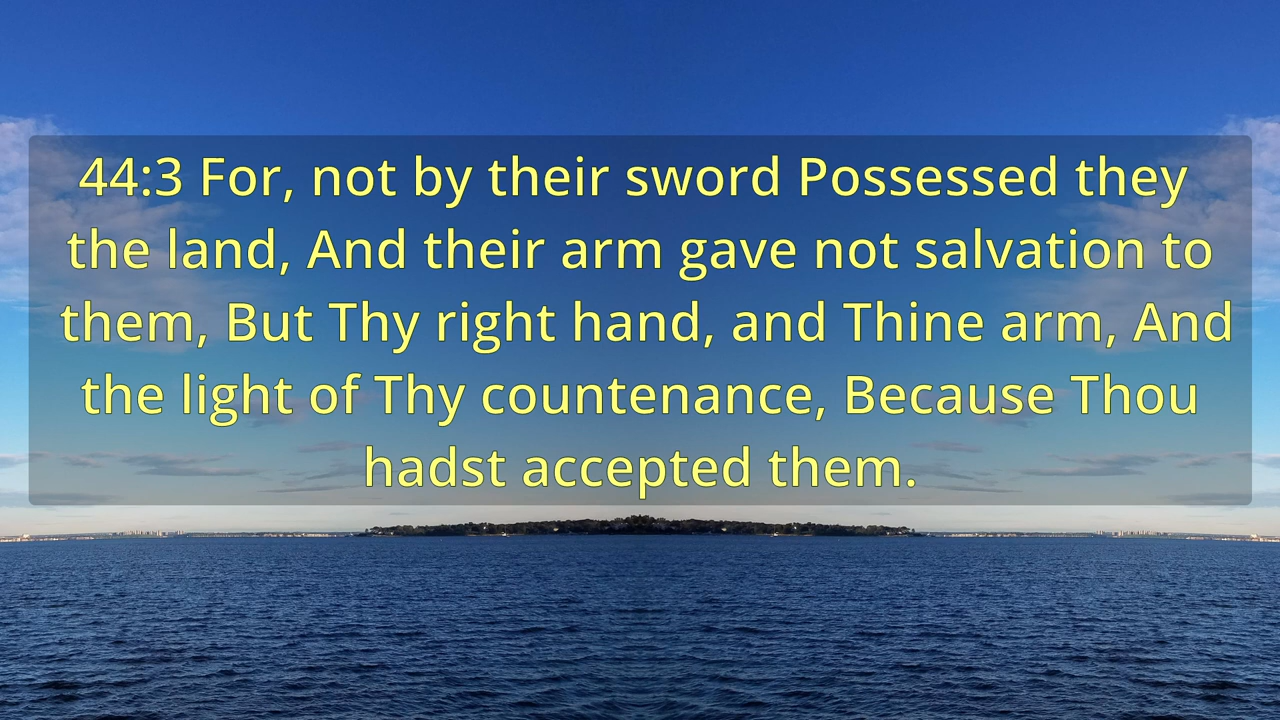 44:3 For, not by their sword Possessed they
the land, And their arm gave not salvation to
them, But Thy right hand, and Thine arm, And
the light of Thy countenance, Because Thou
hadst accepted them.